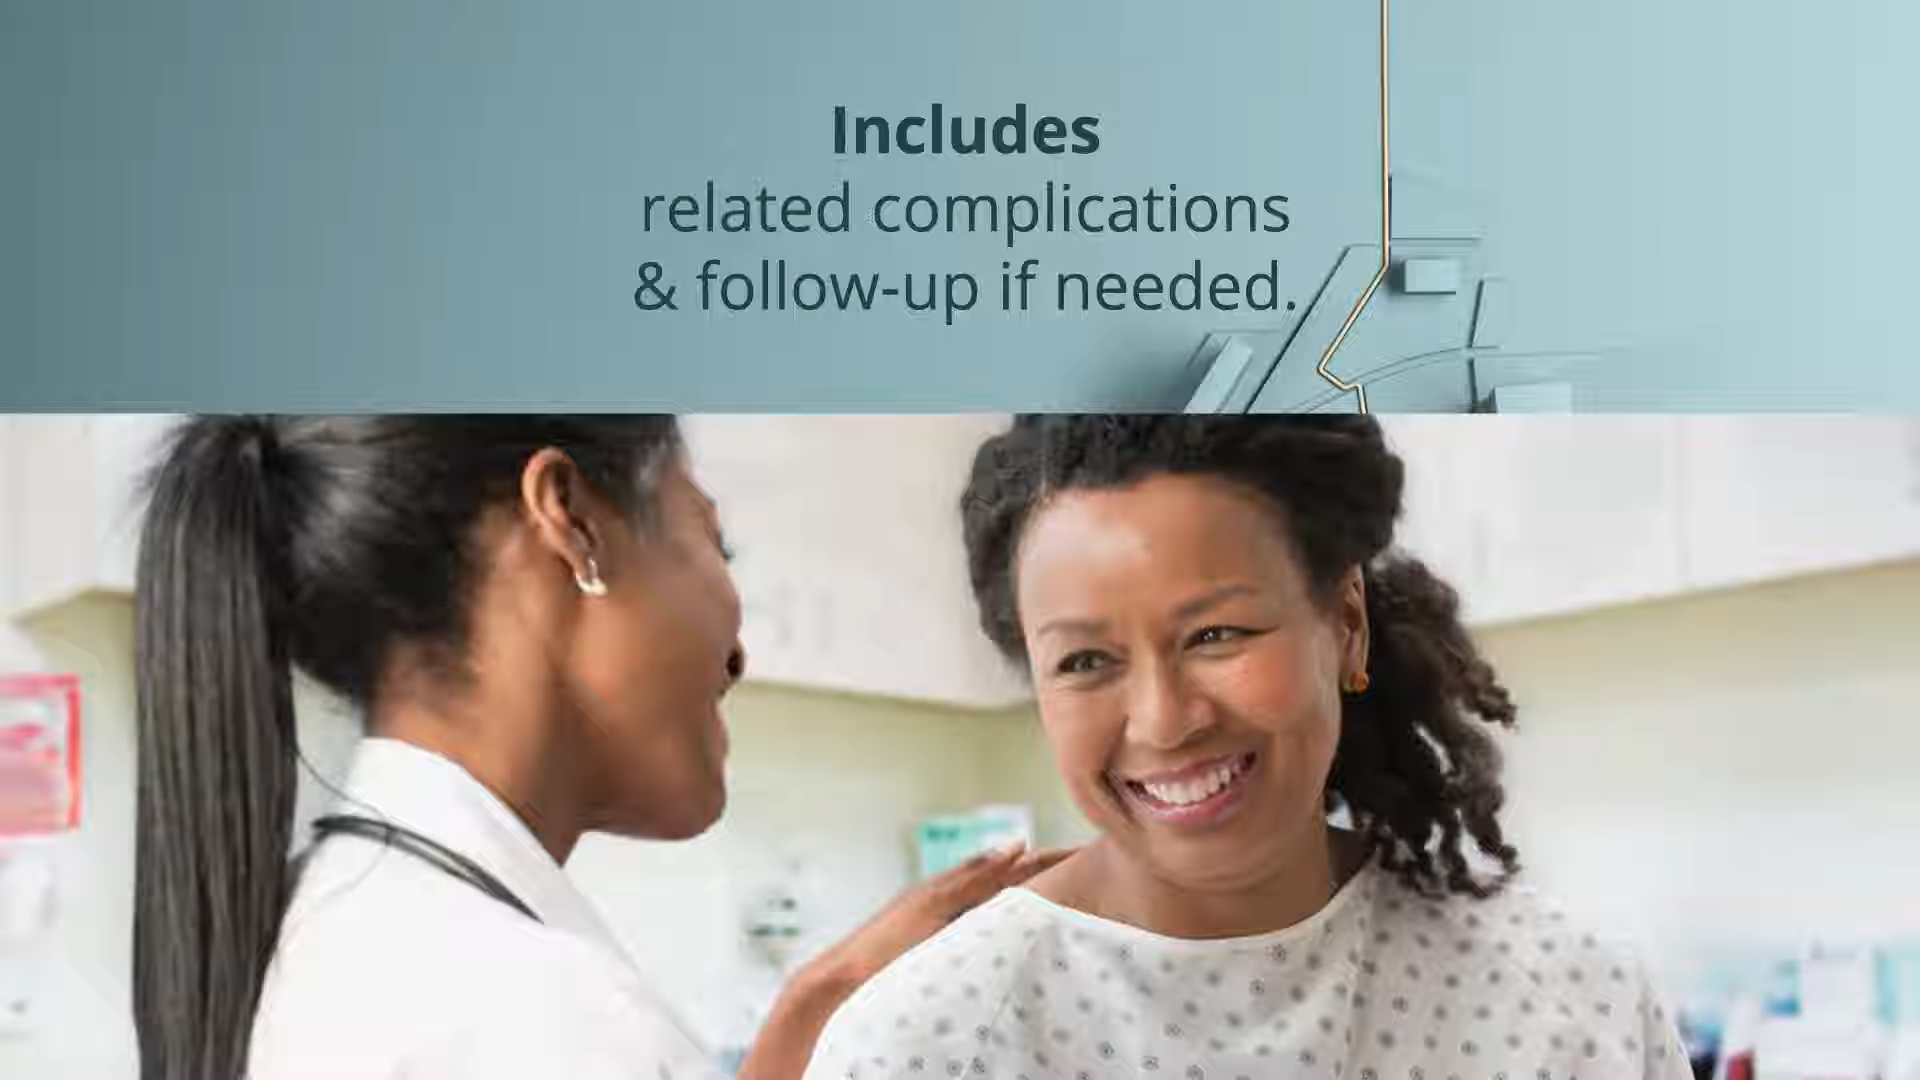 Includes
related complications
& follow-up if needed.